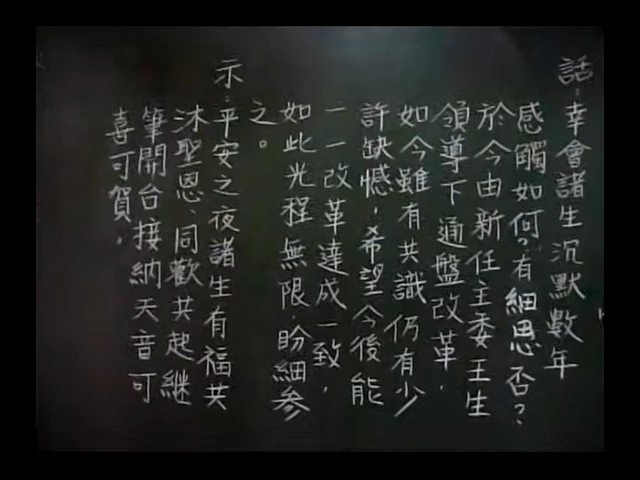 話：幸會諸生沉默數年
感觸如何？有細思否？
於今由新任主委王生
領導下通盤改革，
如今雖有共識仍有少
許缺憾，希望今後能
一一改革達成一致，
如此光程無限，盼細參
之。
示：平安之夜諸生有福共
沐聖恩、同歡共起繼
筆開台接納天音可
喜可賀。